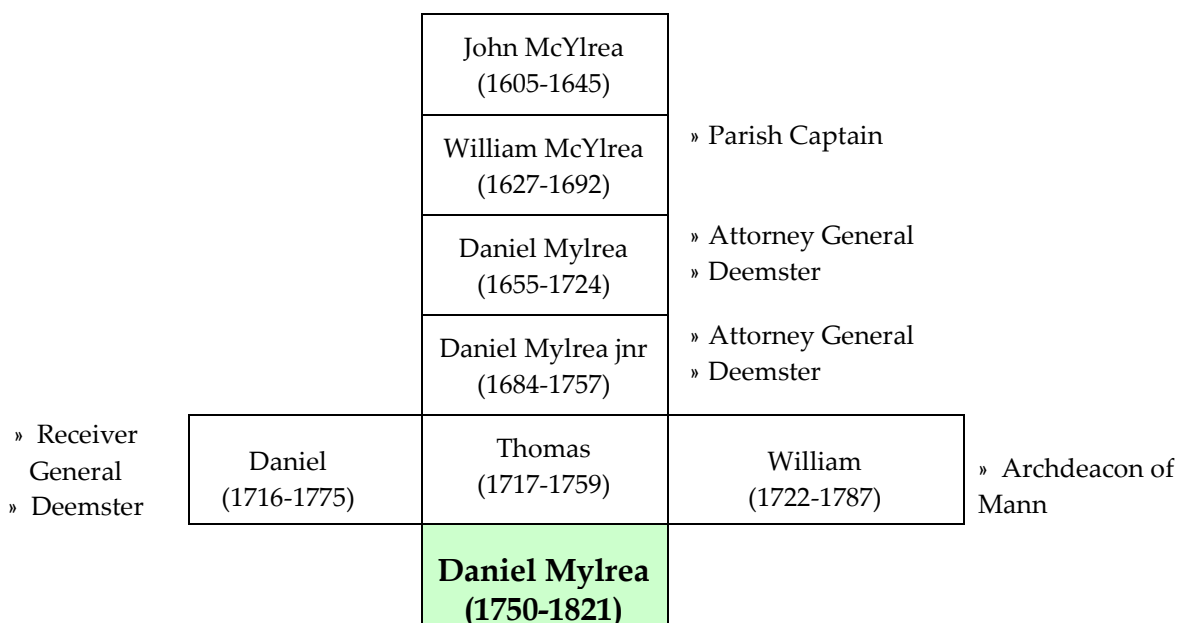 John McYlrea
(1605-1645)
William McYlrea
(1627-1692)
» Parish Captain
Daniel Mylrea
(1655-1724)
» Attorney General
» Deemster
Daniel Mylrea jnr
(1684-1757)
» Attorney General
» Deemster
» Receiver
General
» Deemster
Daniel
(1716-1775)
Thomas
(1717-1759)
William
(1722-1787)
» Archdeacon of
Mann
Daniel Mylrea
(1750-1821)